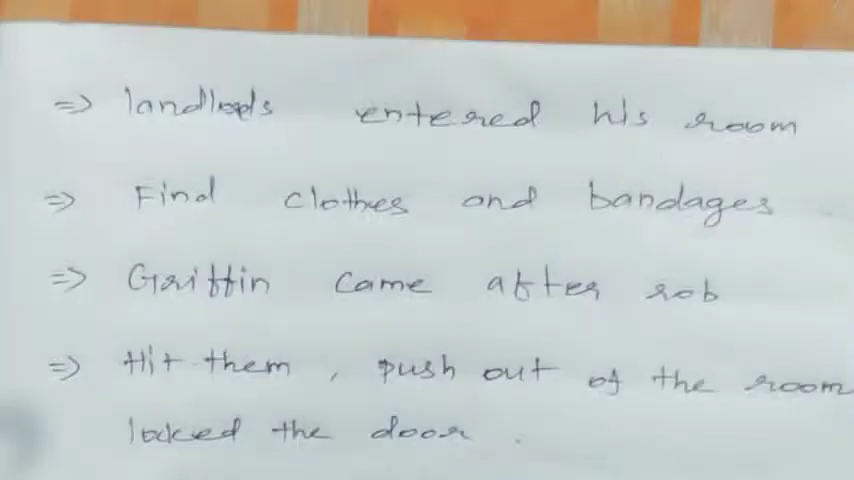 => landlords entered his room
=> Find clothes and bandages
=> Griffin came after rob
=> Hit them, push out of the room
locked the door.